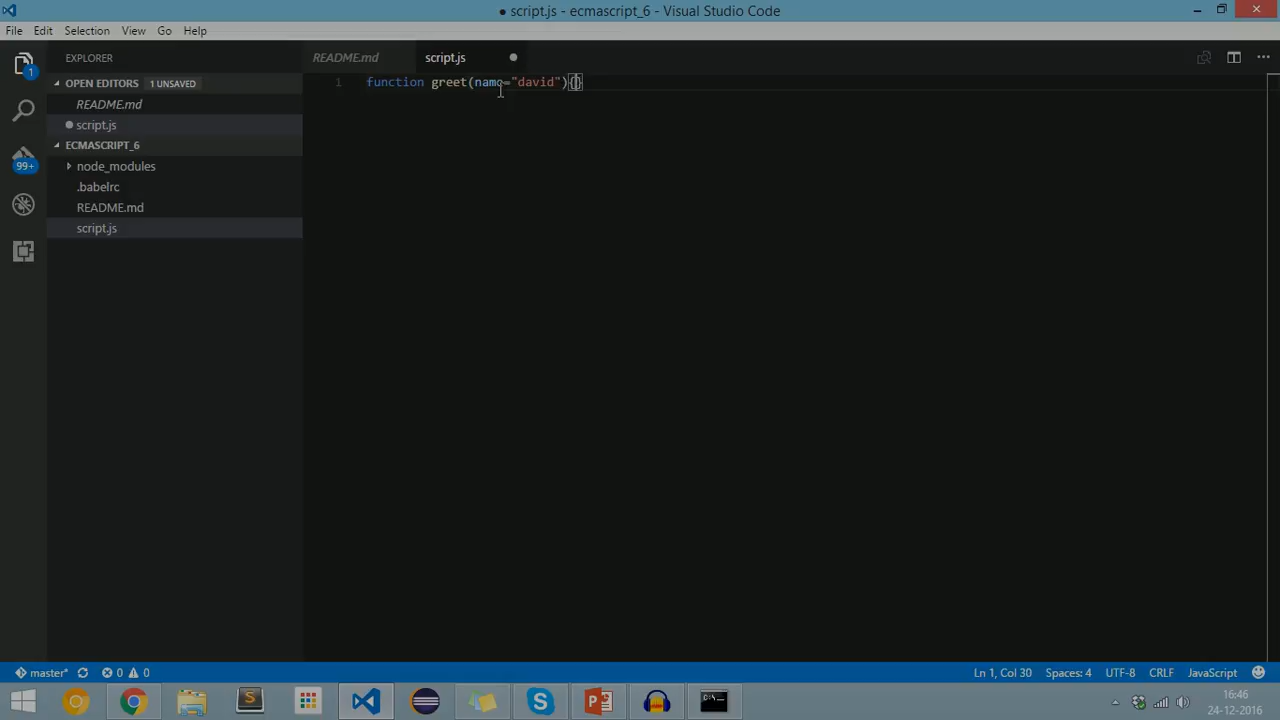 ● script.js - ecmascript_6 - Visual Studio Code
File Edit Selection View Go Help
EXPLORER
README.md
script.js
OPEN EDITORS
1 UNSAVED
README.md
script.js
ECMASCRIPT_6
node_modules
.babelrc
README.md
script.js
1
99+
1 function greet(name="david"){}
master*
0
0
Ln 1, Col 30
Spaces: 4
UTF-8
CRLF
JavaScript
16:46
24-12-2016